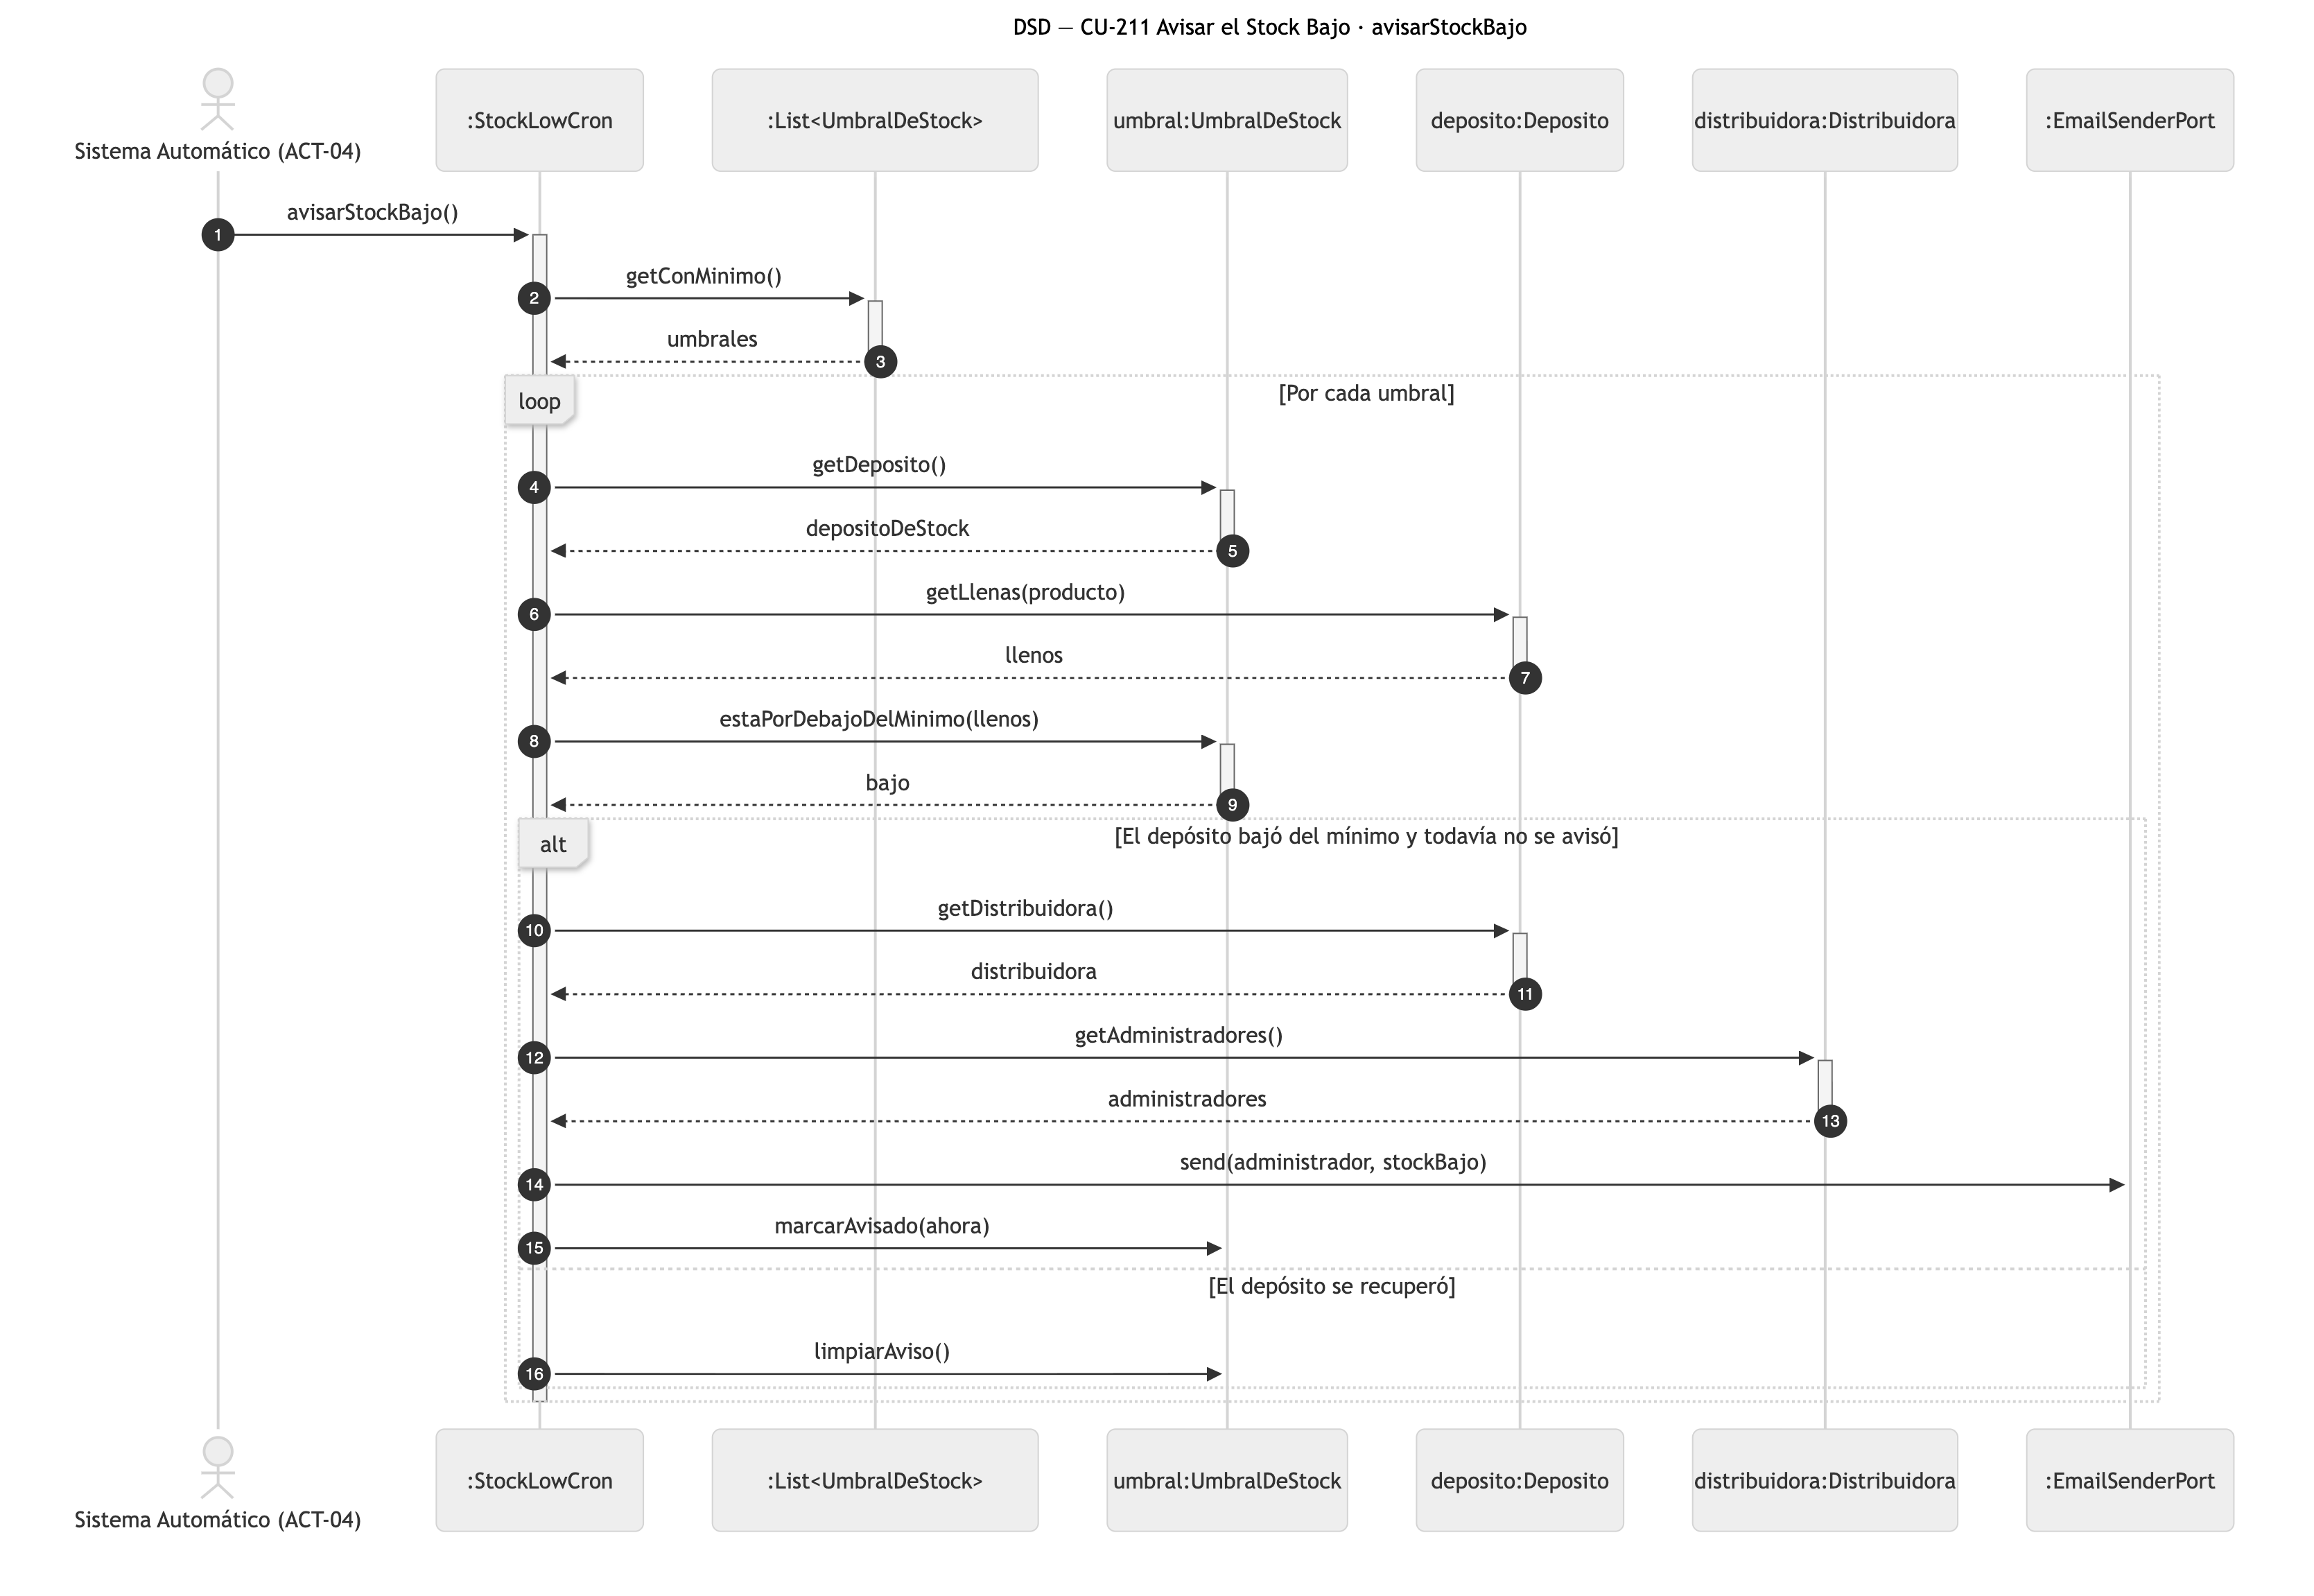 DSD — CU-211 Avisar el Stock Bajo · avisarStockBajo
Sistema Automático (ACT-04)
:StockLowCron
:List<UmbralDeStock>
umbral:UmbralDeStock
deposito:Deposito
distribuidora:Distribuidora
:EmailSenderPort
avisarStockBajo()
1
getConMinimo()
2
umbrales
3
loop
[Por cada umbral]
getDeposito()
4
depositoDeStock
5
getLlenas(producto)
6
llenos
7
estaPorDebajoDelMinimo(llenos)
8
bajo
9
alt
[El depósito bajó del mínimo y todavía no se avisó]
getDistribuidora()
10
distribuidora
11
getAdministradores()
12
administradores
13
send(administrador, stockBajo)
14
marcarAvisado(ahora)
15
[El depósito se recuperó]
limpiarAviso()
16
:StockLowCron
:List<UmbralDeStock>
umbral:UmbralDeStock
deposito:Deposito
distribuidora:Distribuidora
:EmailSenderPort
Sistema Automático (ACT-04)